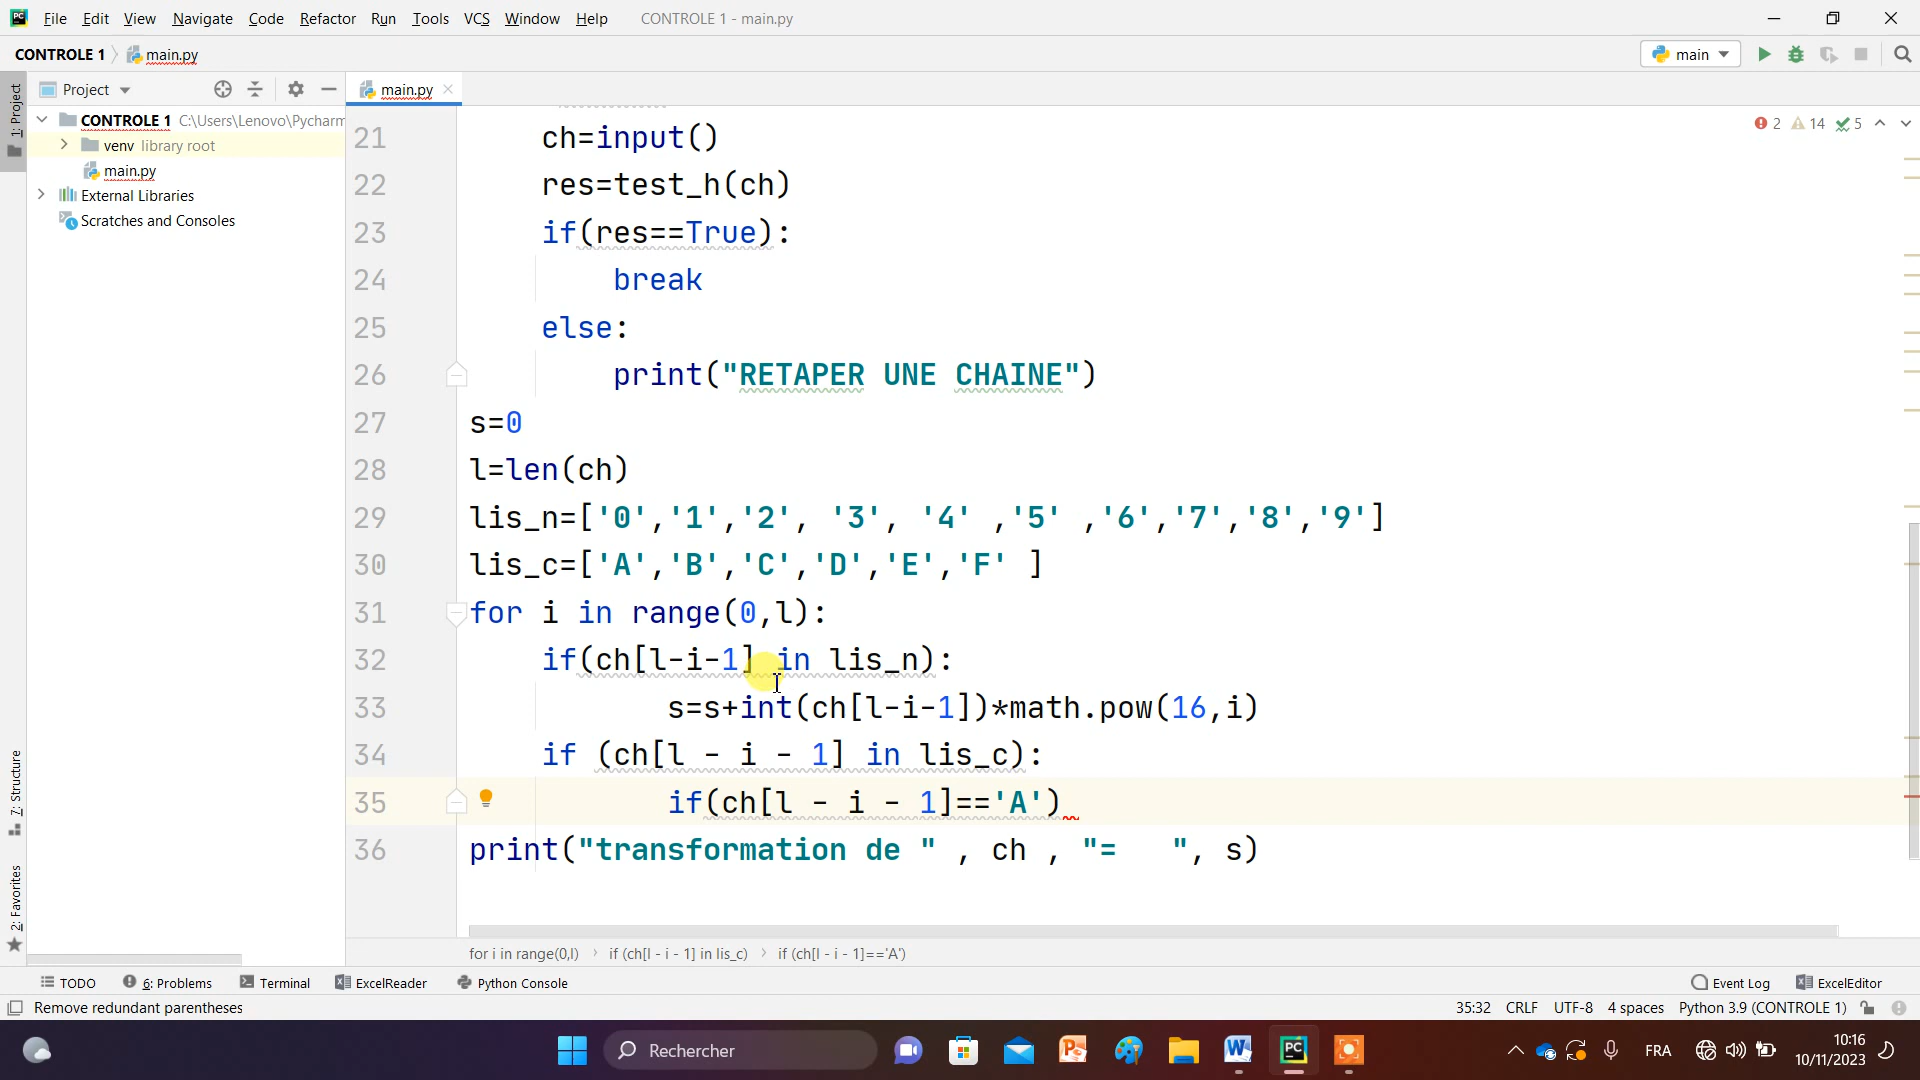 File Edit View Navigate Code Refactor Run Tools VCS Window Help CONTROLE 1 - main.py
CONTROLE 1 main.py main
Project main.py
1: Project
CONTROLE 1 C:\Users\Lenovo\Pycharm
venv library root
main.py
External Libraries
Scratches and Consoles
2 14 5
21 ch=input()
22 res=test_h(ch)
23 if(res==True):
24 break
25 else:
26 print("RETAPER UNE CHAINE")
27 s=0
28 l=len(ch)
29 lis_n=['0','1','2', '3', '4' ,'5' ,'6','7','8','9']
30 lis_c=['A','B','C','D','E','F' ]
31 for i in range(0,l):
32 if(ch[l-i-1] in lis_n):
33 s=s+int(ch[l-i-1])*math.pow(16,i)
34 if (ch[l - i - 1] in lis_c):
35 if(ch[l - i - 1]=='A')
36 print("transformation de " , ch , "=   ", s)
7: Structure
2: Favorites
for i in range(0,l) › if (ch[l - i - 1] in lis_c) › if (ch[l - i - 1]=='A')
TODO 6: Problems Terminal ExcelReader Python Console Event Log ExcelEditor
Remove redundant parentheses 35:32 CRLF UTF-8 4 spaces Python 3.9 (CONTROLE 1)
Rechercher FRA 10:16
10/11/2023